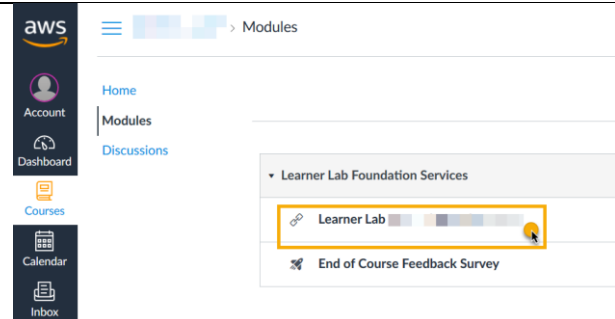 aws
Account
Dashboard
Courses
Calendar
Inbox
> Modules
Home
Modules
Discussions
Learner Lab Foundation Services
Learner Lab
End of Course Feedback Survey